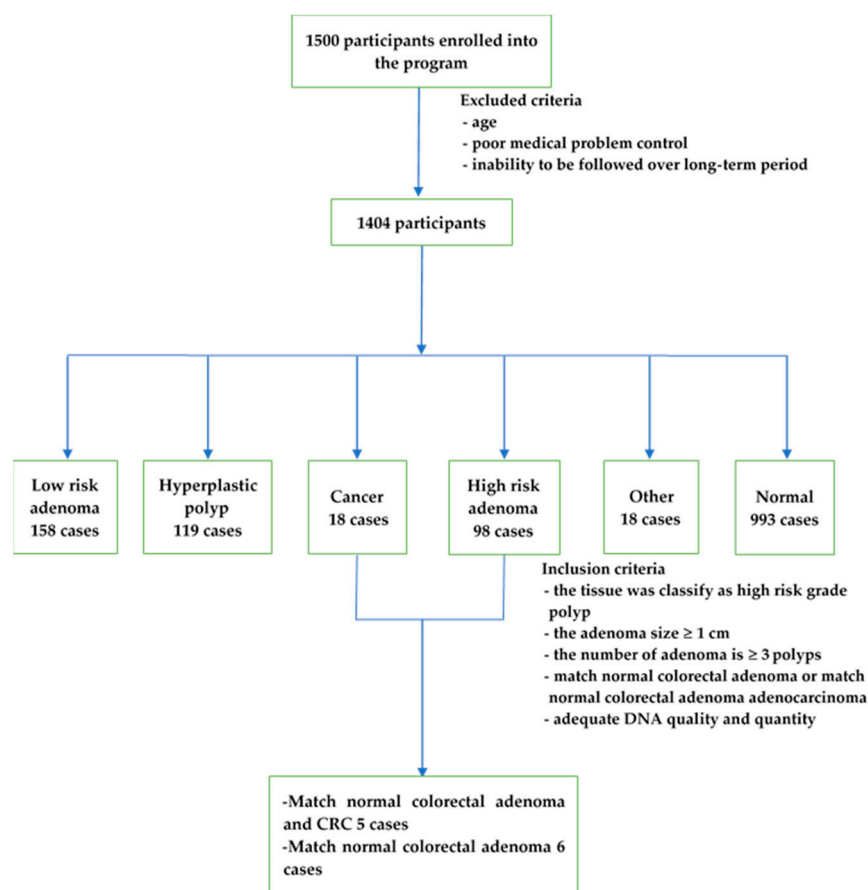 1500 participants enrolled into
the program
Excluded criteria
- age
- poor medical problem control
- inability to be followed over long-term period
1404 participants
Low risk
adenoma
158 cases
Hyperplastic
polyp
119 cases
Cancer
18 cases
High risk
adenoma
98 cases
Other
18 cases
Normal
993 cases
Inclusion criteria
- the tissue was classify as high risk grade
polyp
- the adenoma size ≥ 1 cm
- the number of adenoma is ≥ 3 polyps
- match normal colorectal adenoma or match
normal colorectal adenoma adenocarcinoma
- adequate DNA quality and quantity
-Match normal colorectal adenoma
and CRC 5 cases
-Match normal colorectal adenoma 6
cases